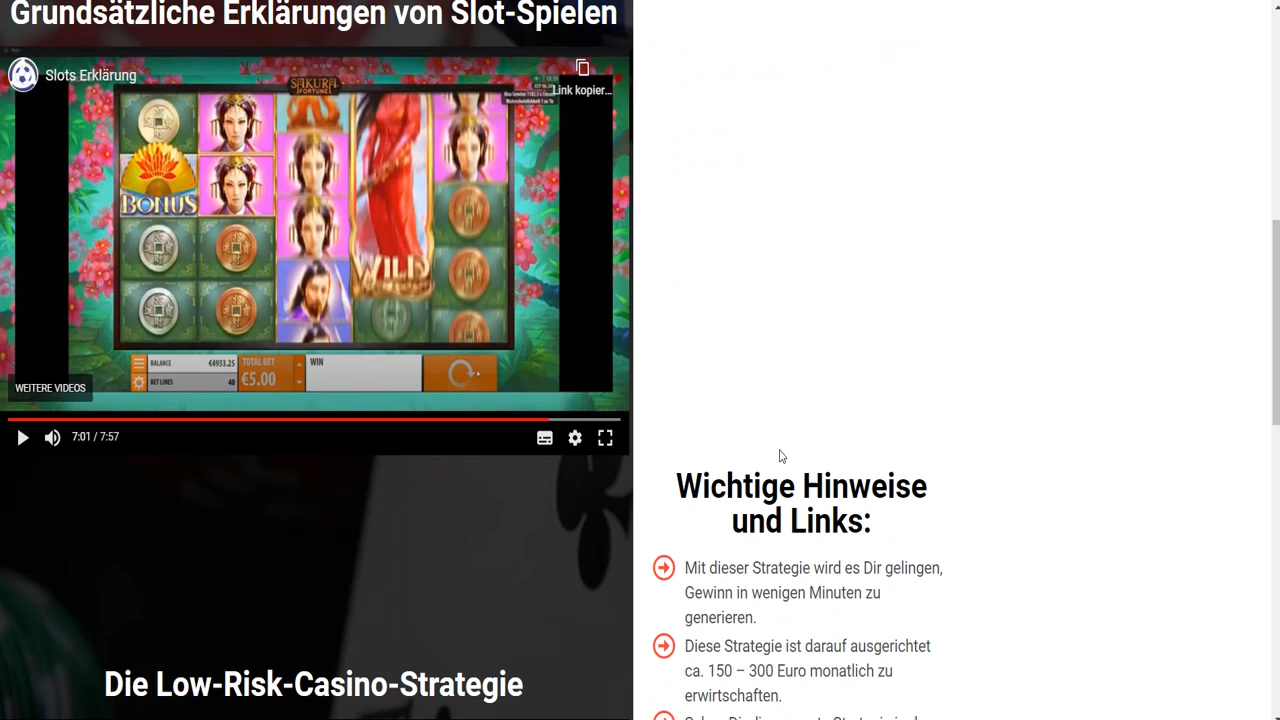 Grundsätzliche Erklärungen von Slot-Spielen
Slots Erklärung
Link kopier...
SAKURA
FORTUNE
BONUS
WILD
BALANCE €4933.25
BET LINES 40
TOTAL BET
€5.00
WIN
WEITERE VIDEOS
7:01 / 7:57
Die Low-Risk-Casino-Strategie
Wichtige Hinweise
und Links:
Mit dieser Strategie wird es Dir gelingen,
Gewinn in wenigen Minuten zu
generieren.
Diese Strategie ist darauf ausgerichtet
ca. 150 – 300 Euro monatlich zu
erwirtschaften.